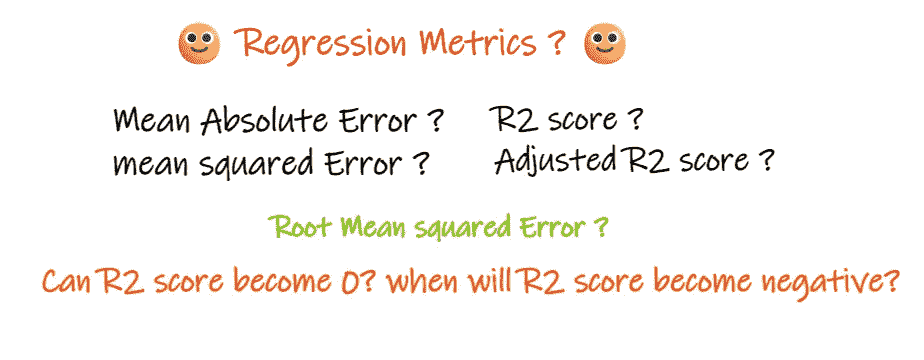 Regression Metrics ?
Mean Absolute Error ?
mean squared Error ?
R2 score ?
Adjusted R2 score ?
Root Mean squared Error ?
Can R2 score become 0? when will R2 score become negative?